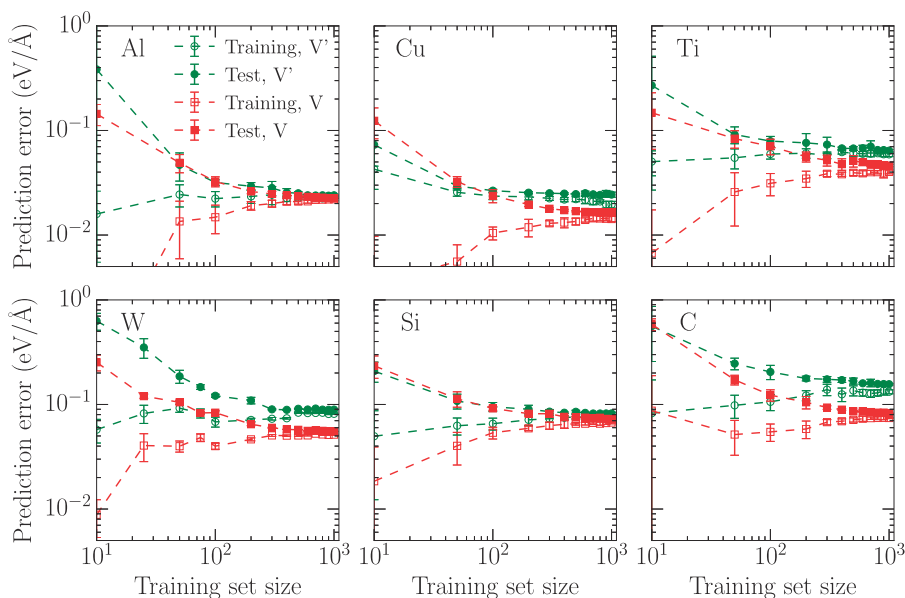 Prediction error (eV/Å)
10^0
10^-1
10^-2
Al
Training, V’
Test, V’
Training, V
Test, V
Cu
Ti
Prediction error (eV/Å)
10^0
10^-1
10^-2
W
Si
C
10^1 10^2 10^3
10^1 10^2 10^3
10^1 10^2 10^3
Training set size
Training set size
Training set size